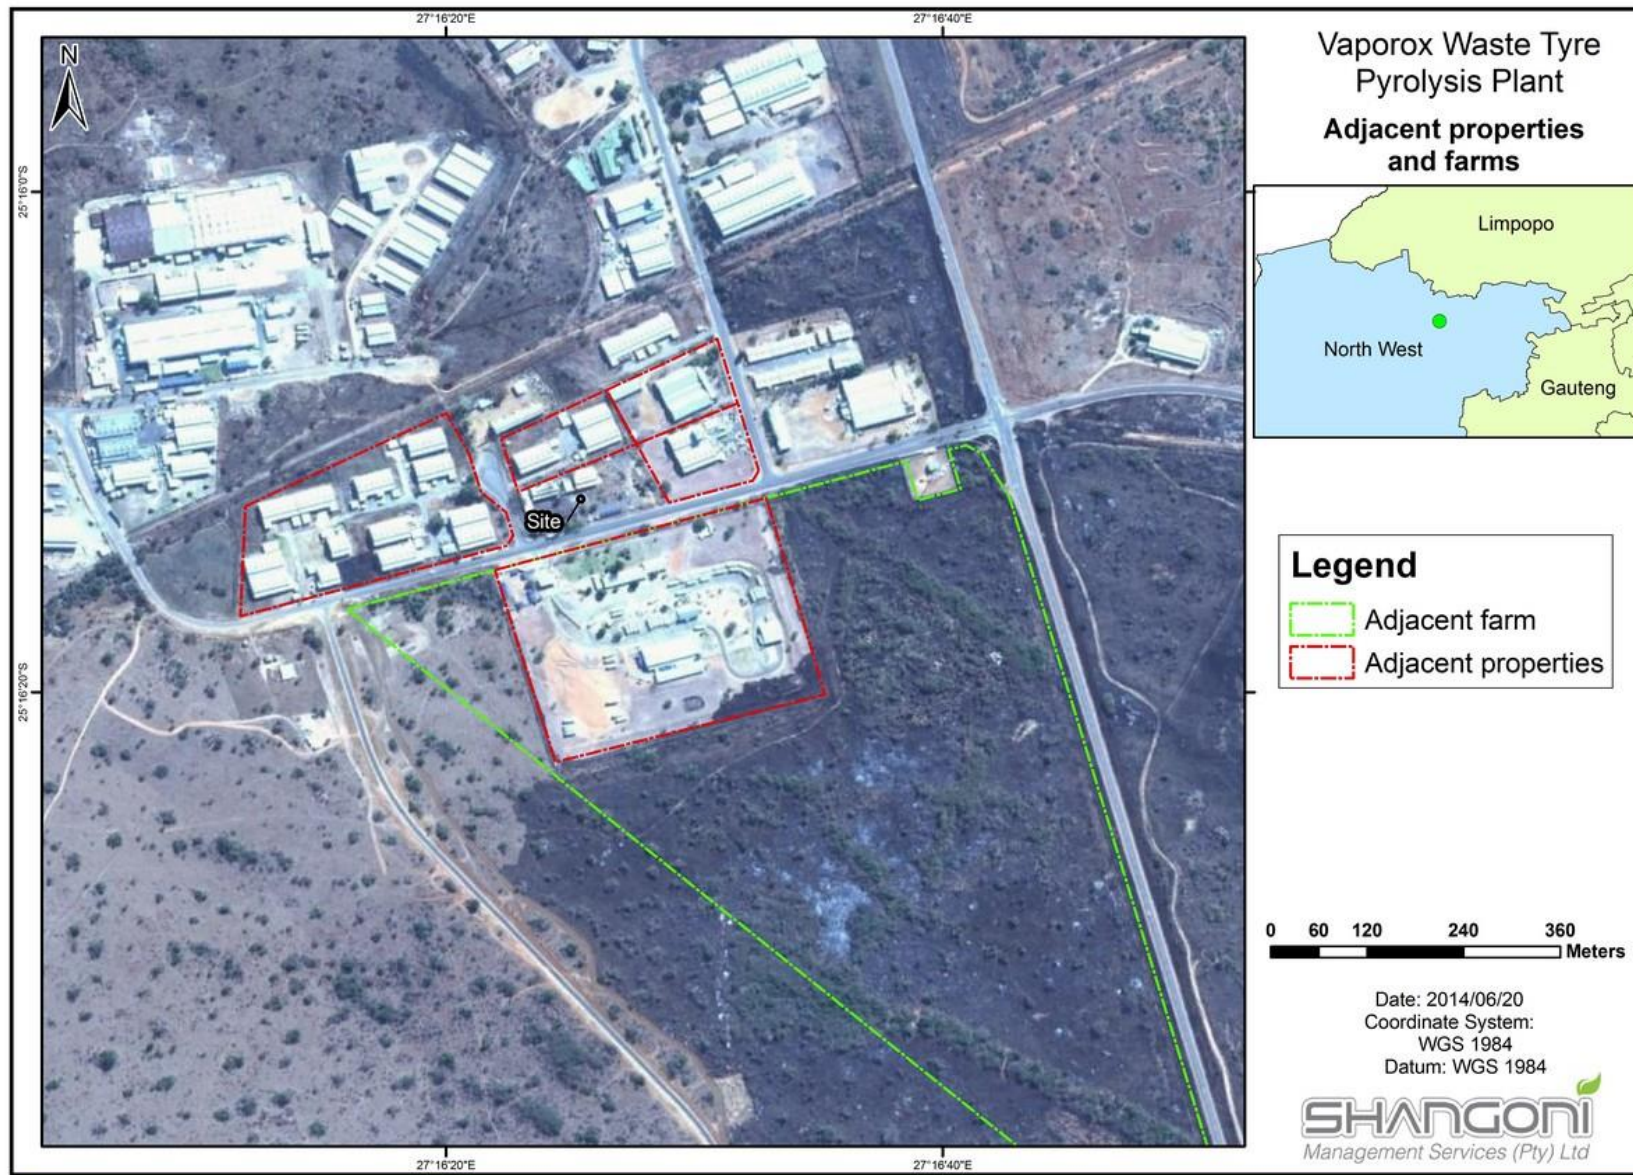 27°16'20"E
27°16'40"E
N
25°16'0"S
25°16'20"S
Site
27°16'20"E
27°16'40"E
Vaporox Waste Tyre
Pyrolysis Plant
Adjacent properties
and farms
Limpopo
North West
Gauteng
Legend
Adjacent farm
Adjacent properties
0 60 120 240 360
Meters
Date: 2014/06/20
Coordinate System:
WGS 1984
Datum: WGS 1984
SHANGONI
Management Services (Pty) Ltd